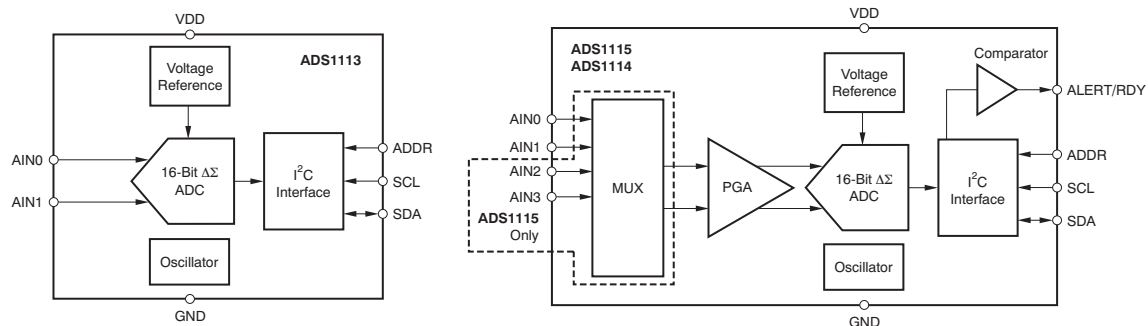 VDD
ADS1113
Voltage
Reference
AIN0
AIN1
16-Bit ΔΣ
ADC
I²C
Interface
ADDR
SCL
SDA
Oscillator
GND
VDD
ADS1115
ADS1114
Comparator
Voltage
Reference
ALERT/RDY
AIN0
AIN1
AIN2
AIN3
MUX
PGA
16-Bit ΔΣ
ADC
I²C
Interface
ADDR
SCL
SDA
ADS1115
Only
Oscillator
GND